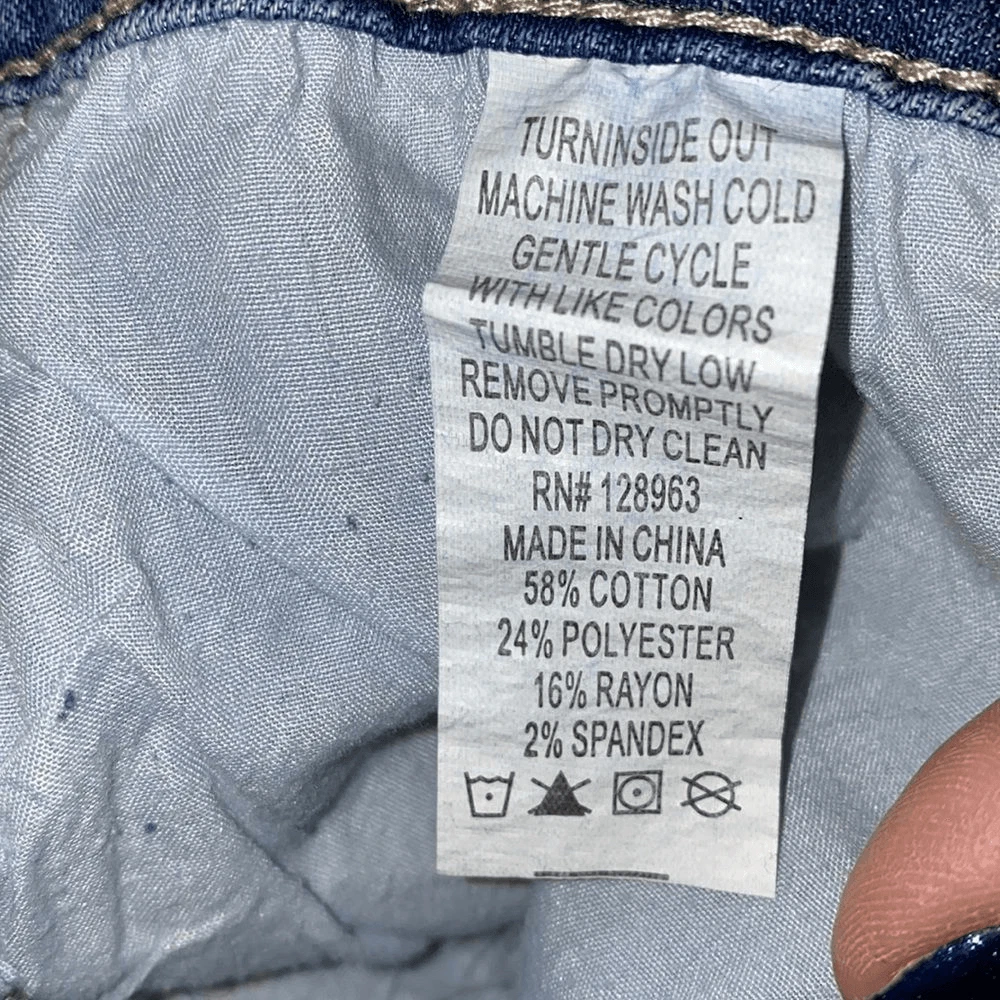 TURNINSIDE OUT
MACHINE WASH COLD
GENTLE CYCLE
WITH LIKE COLORS
TUMBLE DRY LOW
REMOVE PROMPTLY
DO NOT DRY CLEAN
RN# 128963
MADE IN CHINA
58% COTTON
24% POLYESTER
16% RAYON
2% SPANDEX